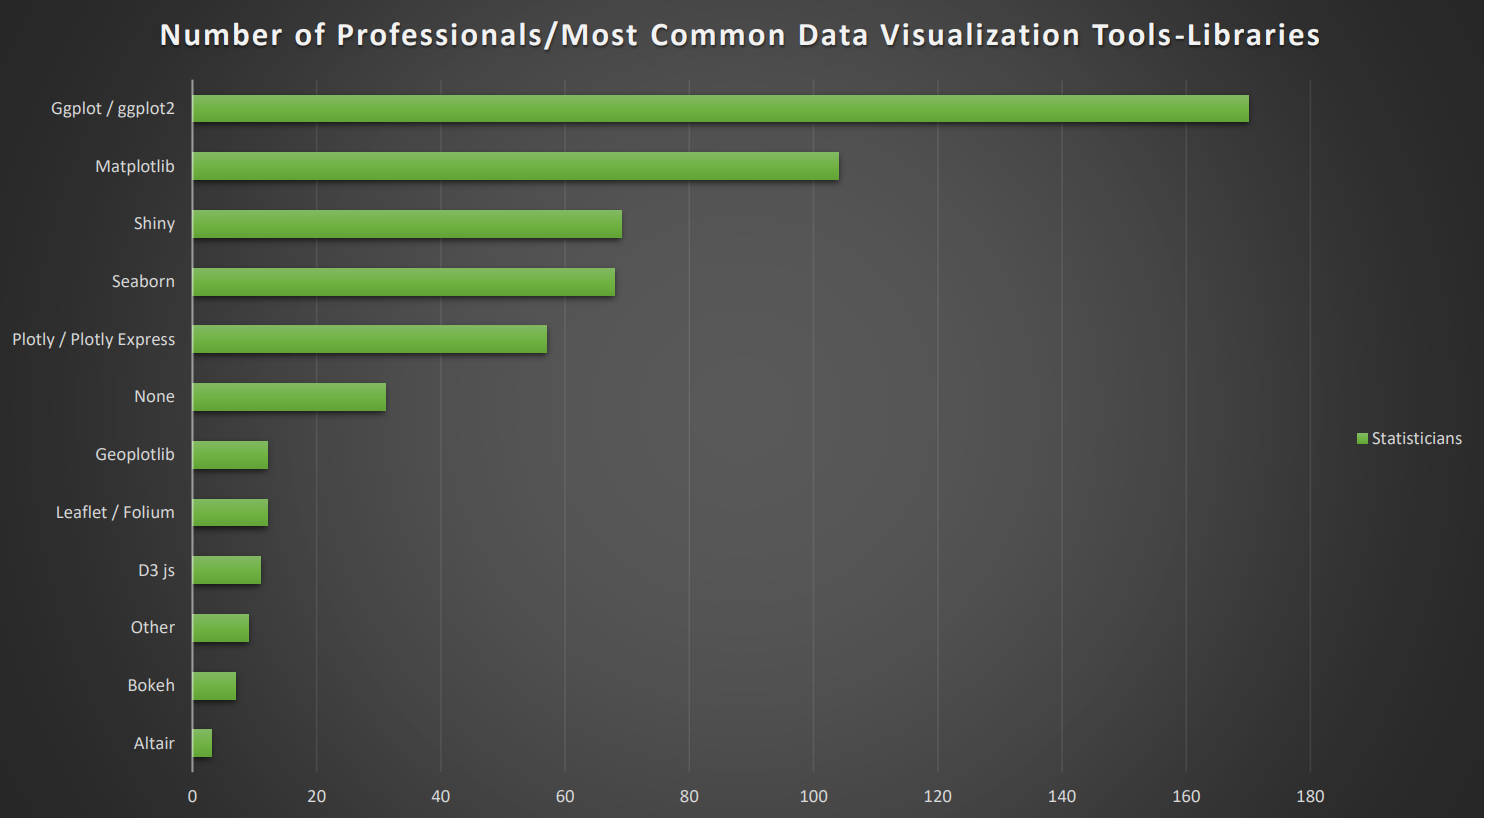 Number of Professionals/Most Common Data Visualization Tools-Libraries
Ggplot / ggplot2
Matplotlib
Shiny
Seaborn
Plotly / Plotly Express
None
Geoplotlib
Leaflet / Folium
D3 js
Other
Bokeh
Altair
0 20 40 60 80 100 120 140 160 180
Statisticians